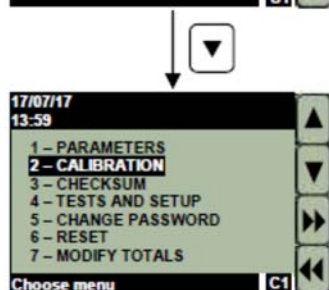 C1
17/07/17
13:59
1 – PARAMETERS
2 – CALIBRATION
3 – CHECKSUM
4 – TESTS AND SETUP
5 – CHANGE PASSWORD
6 – RESET
7 – MODIFY TOTALS
Choose menu C1